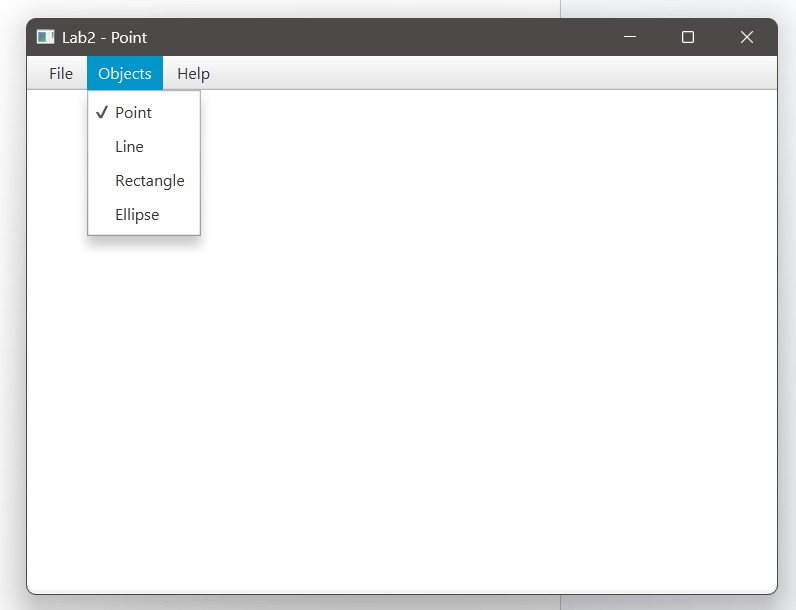 Lab2 - Point
File Objects Help
Point
Line
Rectangle
Ellipse